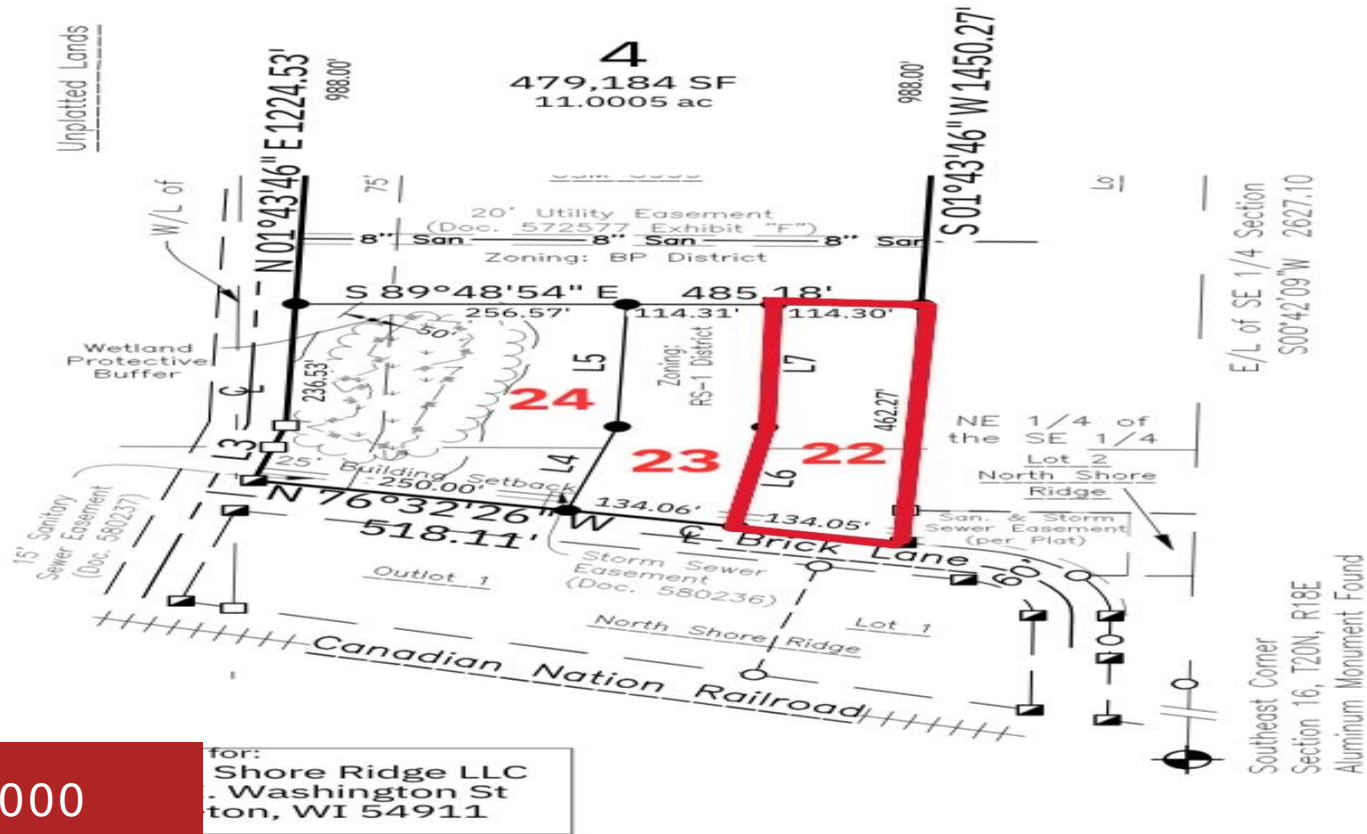 Unplatted Lands
N 01°43'46" E 1224.53'
988.00'
4
479,184 SF
11.0005 ac
988.00'
S 01°43'46" W 1450.27'
W/L of
75'
20' Utility Easement
(Doc. 572577 Exhibit "F")
8" San 8" San 8" San
Zoning: BP District
Lo
E/L of SE 1/4 Section
S00°42'09"W 2627.10
S 89°48'54" E 485.18'
256.57' 114.31' 114.30'
50'
Wetland
Protective
Buffer
236.53'
L5
Zoning:
RS-1 District
L7
462.27'
24
23
22
NE 1/4 of
the SE 1/4
Lot 2
North Shore
Ridge
L3
25' Building Setback
L4
L6
N 76°32'26" W
518.11'
250.00'
134.06'
134.05'
San. & Storm
Sewer Easement
(per Plat)
15' Sanitary
Sewer Easement
(Doc. 580237)
Brick Lane
60'
Storm Sewer
Easement
(Doc. 580236)
Outlot 1
North Shore Ridge
Lot 1
Canadian Nation Railroad
Southeast Corner
Section 16, T20N, R18E
Aluminum Monument Found
for:
Shore Ridge LLC
. Washington St
ton, WI 54911
000